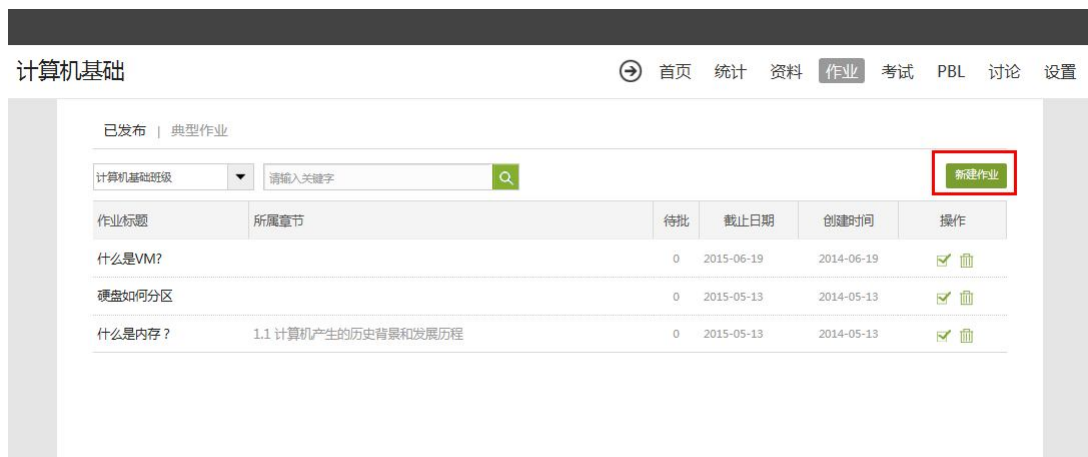 计算机基础 首页 统计 资料 作业 考试 PBL 讨论 设置
已发布 | 典型作业
计算机基础班级 请输入关键字 新建作业
作业标题 所属章节 待批 截止日期 创建时间 操作
什么是VM? 0 2015-06-19 2014-06-19
硬盘如何分区 0 2015-05-13 2014-05-13
什么是内存？ 1.1 计算机产生的历史背景和发展历程 0 2015-05-13 2014-05-13